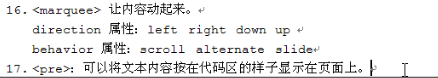 16. <marquee> 让内容动起来。
direction 属性: left right down up
behavior 属性: scroll alternate slide
17. <pre>: 可以将文本内容按在代码区的样子显示在页面上。